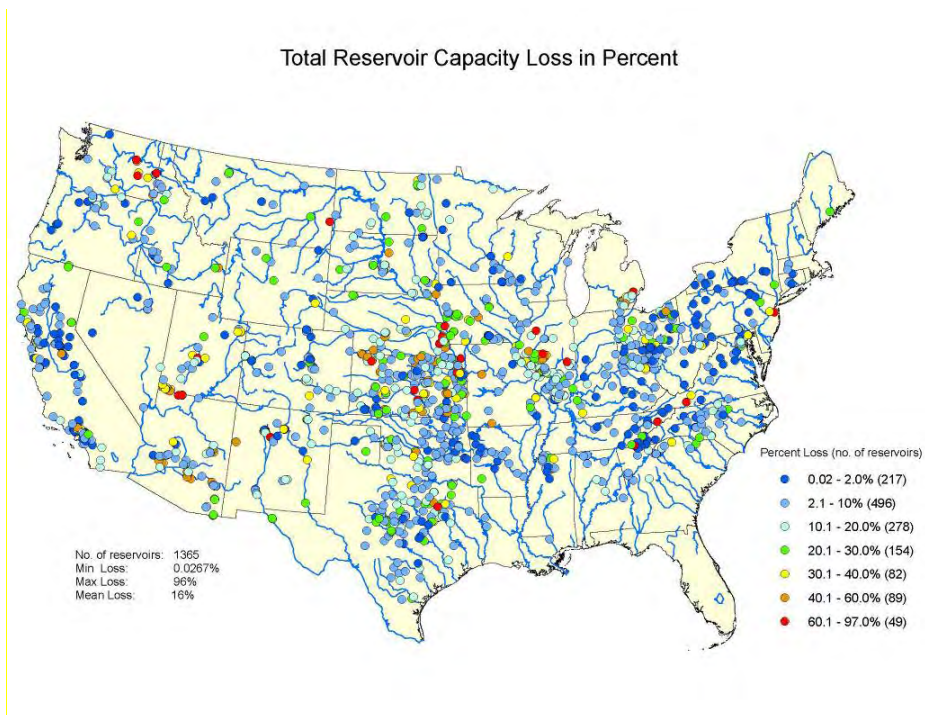 Total Reservoir Capacity Loss in Percent
No. of reservoirs: 1365
Min Loss: 0.0267%
Max Loss: 96%
Mean Loss: 16%
Percent Loss (no. of reservoirs)
0.02 - 2.0% (217)
2.1 - 10% (496)
10.1 - 20.0% (278)
20.1 - 30.0% (154)
30.1 - 40.0% (82)
40.1 - 60.0% (89)
60.1 - 97.0% (49)